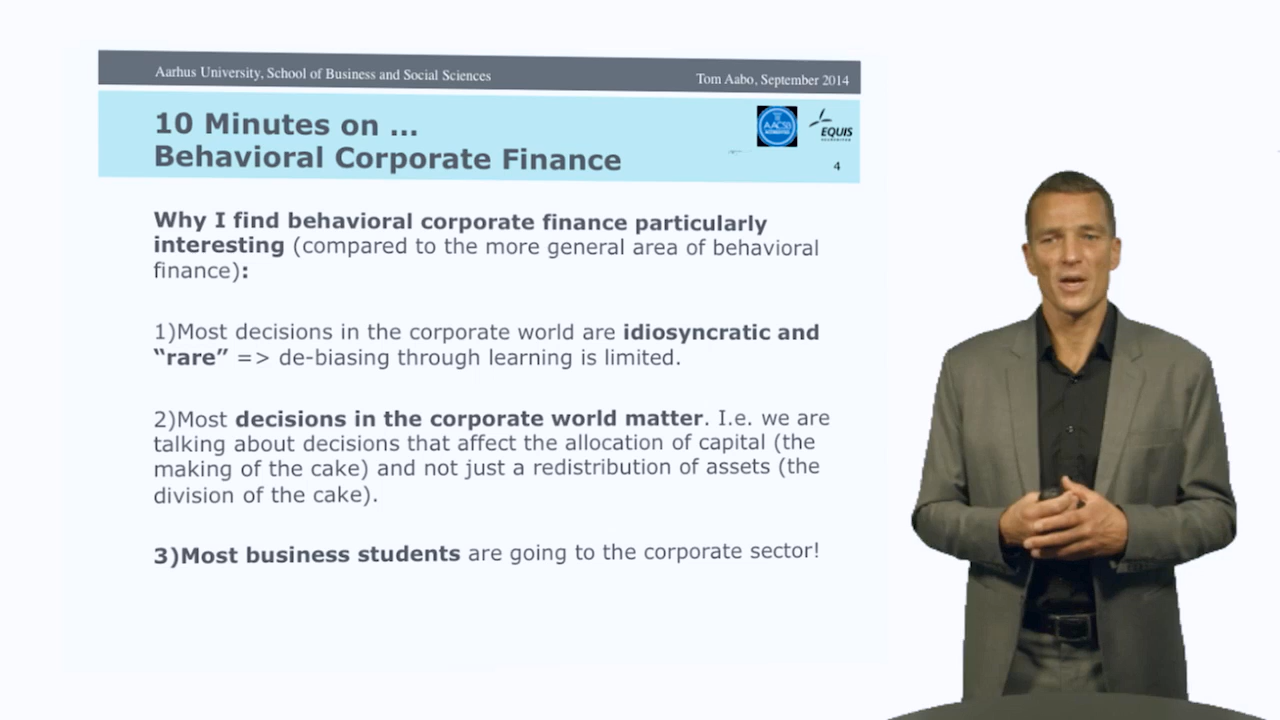 Aarhus University, School of Business and Social Sciences
Tom Aabo, September 2014
10 Minutes on ...
Behavioral Corporate Finance
AACSB
ACCREDITED
EQUIS
ACCREDITED
4
Why I find behavioral corporate finance particularly
interesting (compared to the more general area of behavioral
finance):
1)Most decisions in the corporate world are idiosyncratic and
“rare” => de-biasing through learning is limited.
2)Most decisions in the corporate world matter. I.e. we are
talking about decisions that affect the allocation of capital (the
making of the cake) and not just a redistribution of assets (the
division of the cake).
3)Most business students are going to the corporate sector!